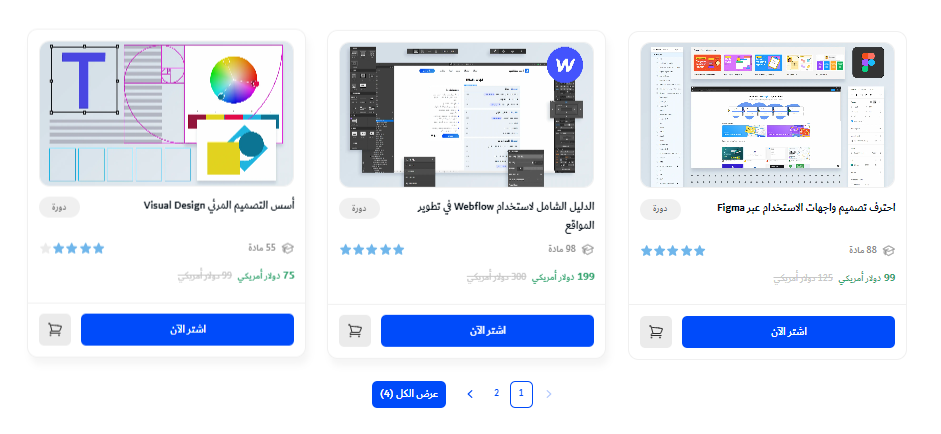 احترف تصميم واجهات الاستخدام عبر Figma
دورة
88 مادة
99 دولار أمريكي 125 دولار أمريكي
اشتر الآن
W
الدليل الشامل لاستخدام Webflow في تطوير
المواقع
دورة
98 مادة
199 دولار أمريكي 300 دولار أمريكي
اشتر الآن
T
أسس التصميم المرئي Visual Design
دورة
55 مادة
75 دولار أمريكي 99 دولار أمريكي
اشتر الآن
1 2
عرض الكل (4)